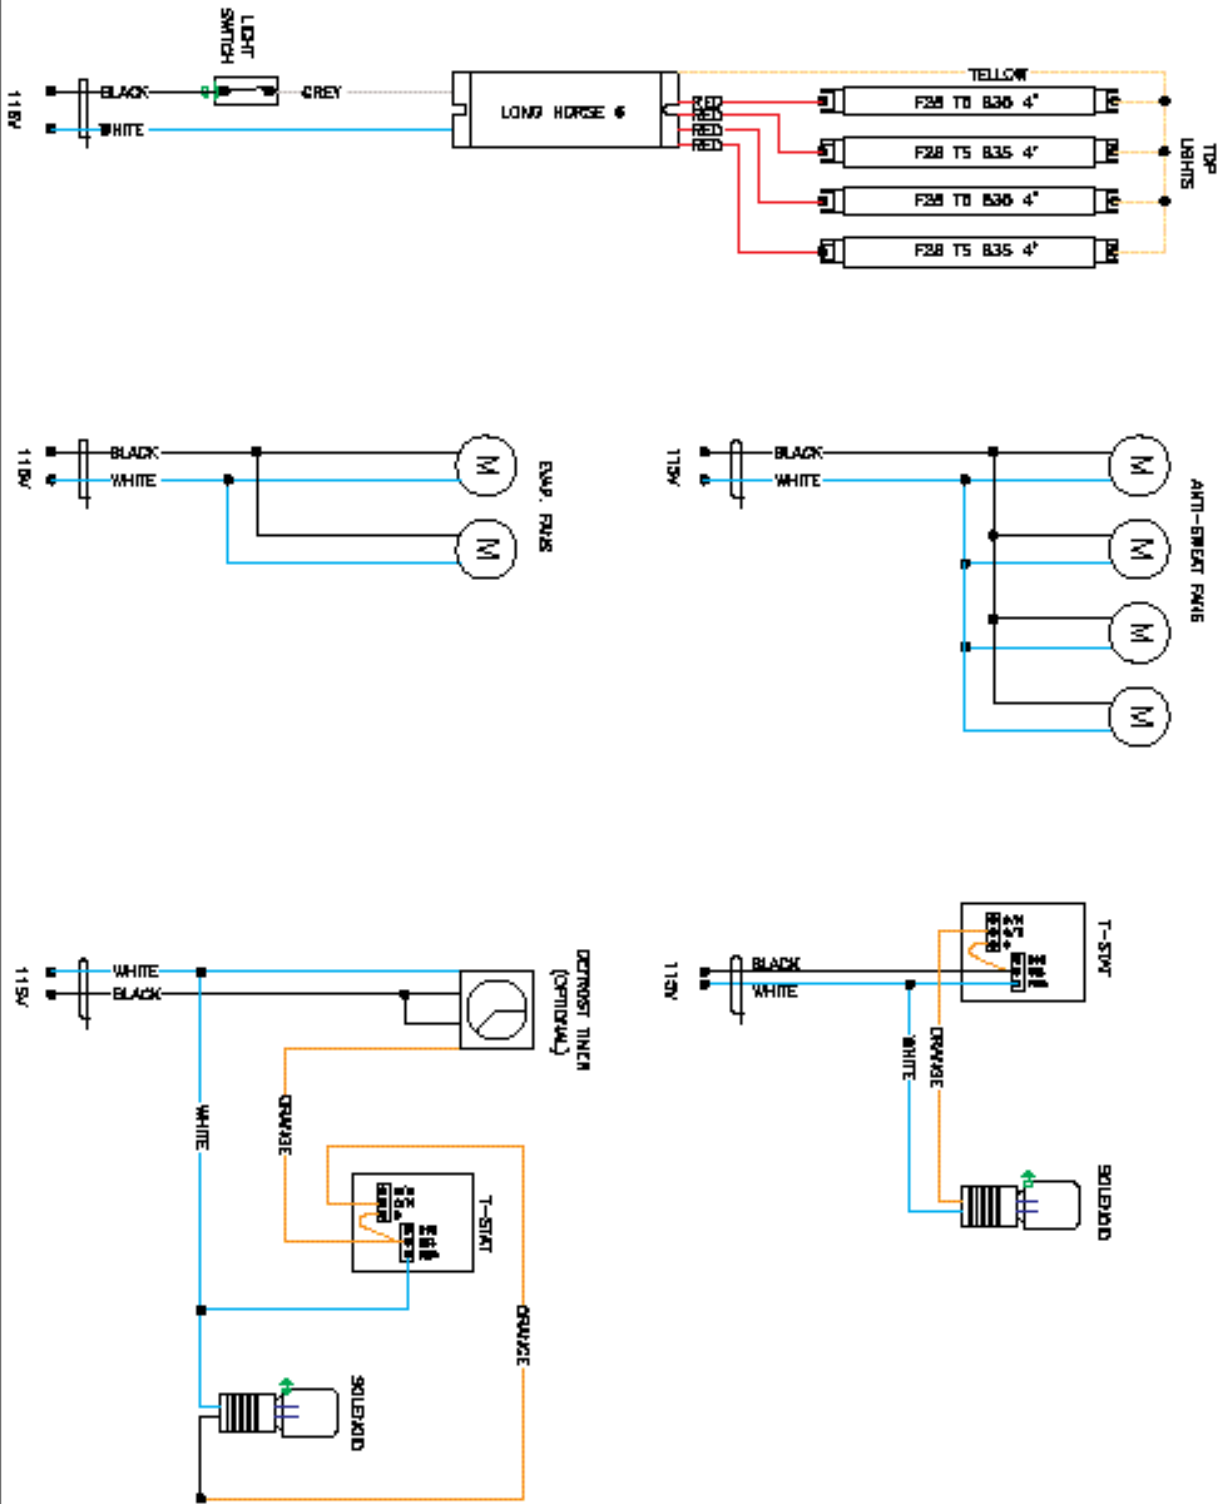 LIGHT
SWITCH
115V
BLACK
GREY
WHITE
LONG HORSE 6
YELLOW
RED
RED
RED
RED
F28 T5 835 4'
F28 T5 835 4'
F28 T5 835 4'
F28 T5 835 4'
TOP
LIGHTS
115V
BLACK
WHITE
M
M
EVAP. FANS
115V
BLACK
WHITE
M
M
M
M
ANTI-SWEAT FANS
115V
WHITE
BLACK
DEFROST TIMER
(OPTIONAL)
WHITE
ORANGE
T-STAT
ORANGE
SOLENOID
115V
BLACK
WHITE
T-STAT
WHITE
ORANGE
SOLENOID